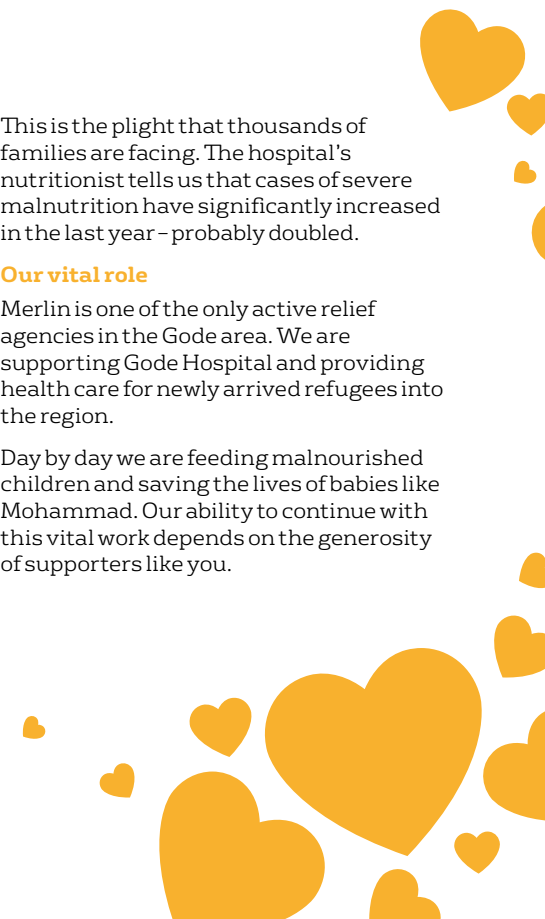 This is the plight that thousands of
families are facing. The hospital's
nutritionist tells us that cases of severe
malnutrition have significantly increased
in the last year – probably doubled.
Our vital role
Merlin is one of the only active relief
agencies in the Gode area. We are
supporting Gode Hospital and providing
health care for newly arrived refugees into
the region.
Day by day we are feeding malnourished
children and saving the lives of babies like
Mohammad. Our ability to continue with
this vital work depends on the generosity
of supporters like you.